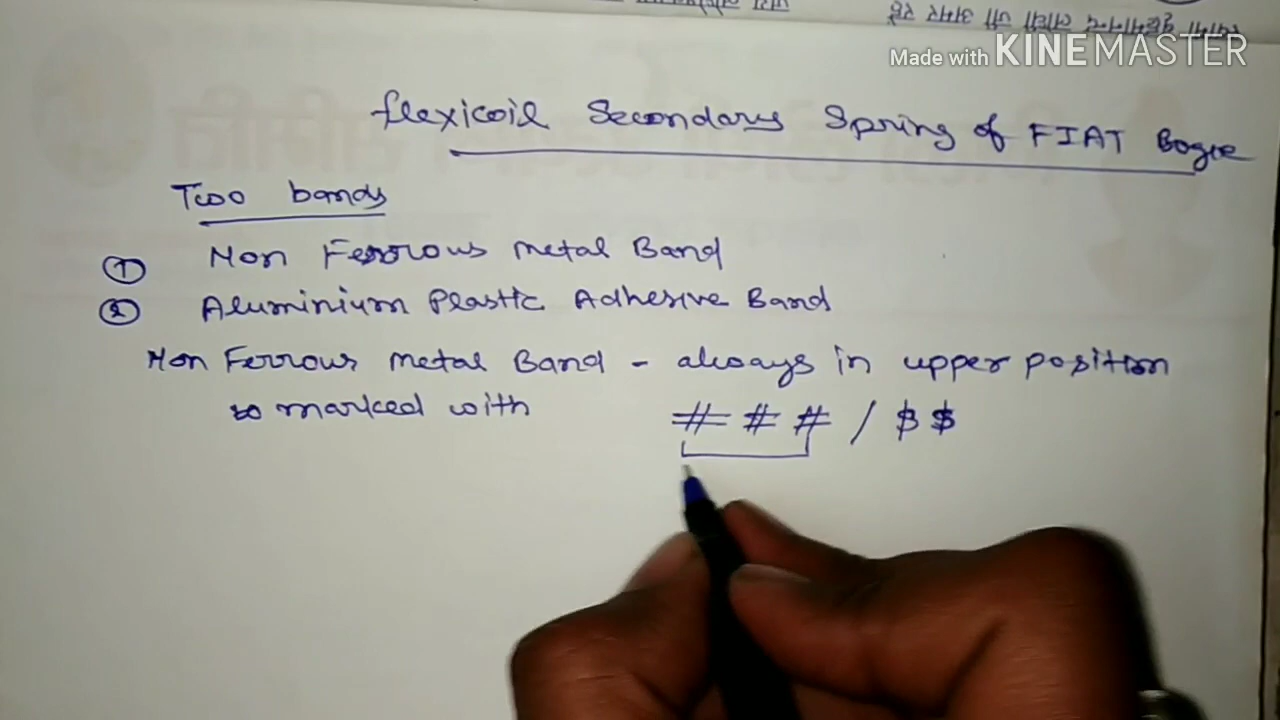 Made with KINEMASTER
flexicoil Secondary Spring of FIAT Bogie
Two bands
① Non Ferrous metal Band
② Aluminium Plastic Adhesive Band
Non Ferrous metal Band - always in upper position
so marked with # # # / $ $